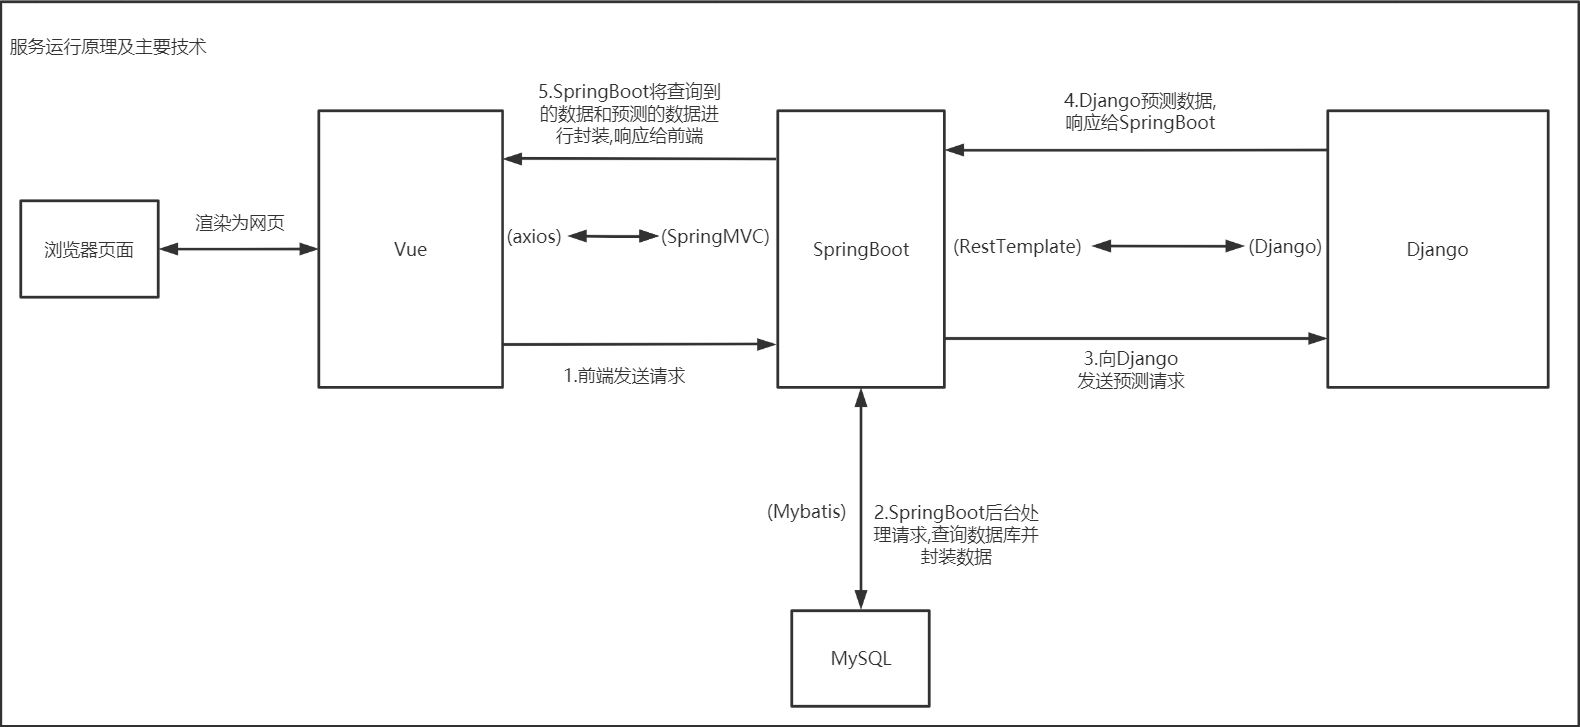 服务运行原理及主要技术
5.SpringBoot将查询到
的数据和预测的数据进
行封装,响应给前端
4.Django预测数据,
响应给SpringBoot
渲染为网页
浏览器页面
Vue
(axios)
(SpringMVC)
SpringBoot
(RestTemplate)
(Django)
Django
1.前端发送请求
3.向Django
发送预测请求
(Mybatis)
2.SpringBoot后台处
理请求,查询数据库并
封装数据
MySQL